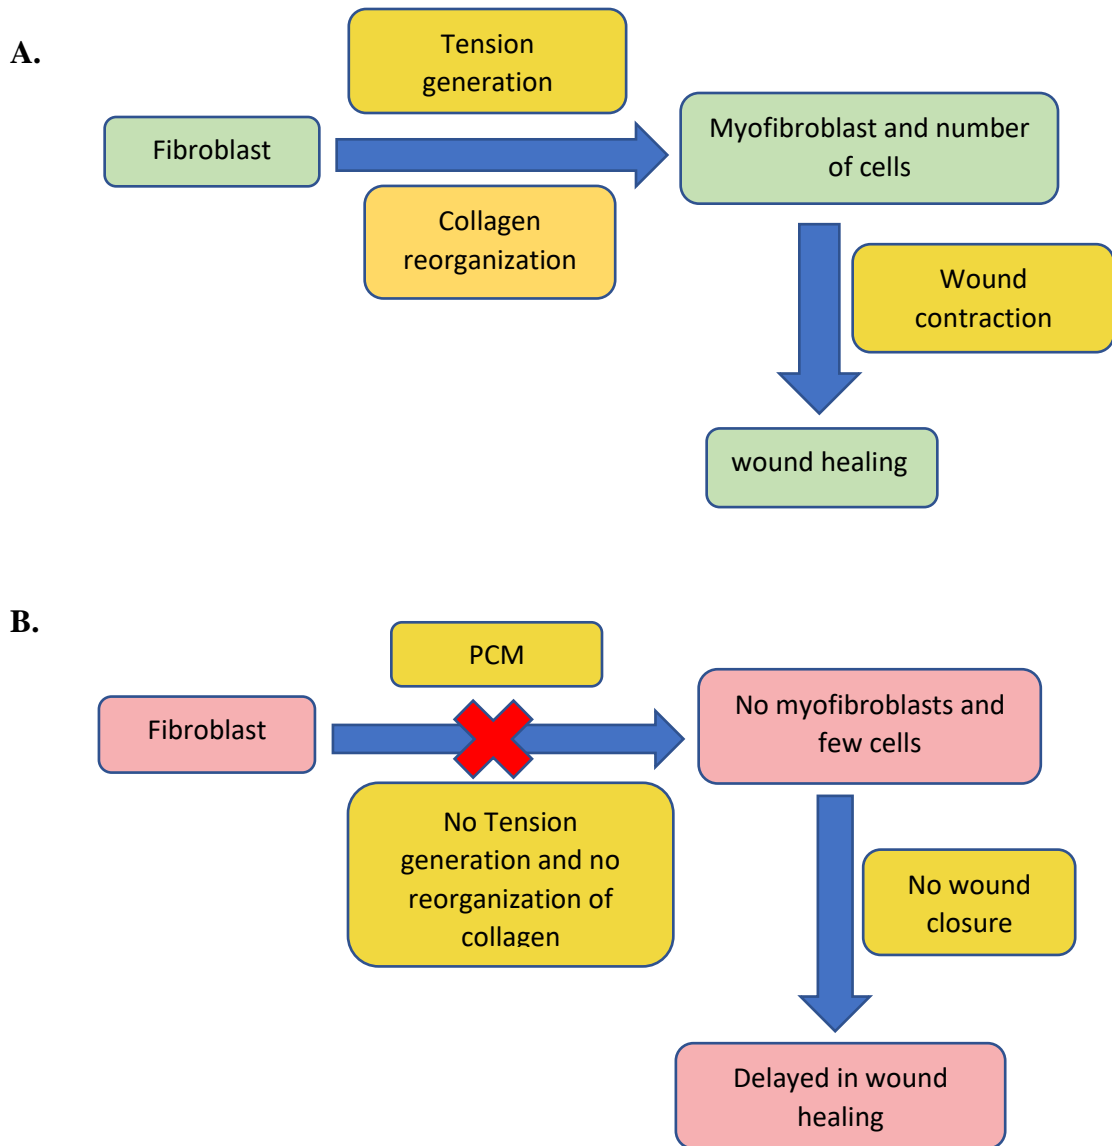 A.
Tension
generation
Fibroblast
Myofibroblast and number
of cells
Collagen
reorganization
Wound
contraction
wound healing
B.
PCM
Fibroblast
No myofibroblasts and
few cells
No Tension
generation and no
reorganization of
collagen
No wound
closure
Delayed in wound
healing